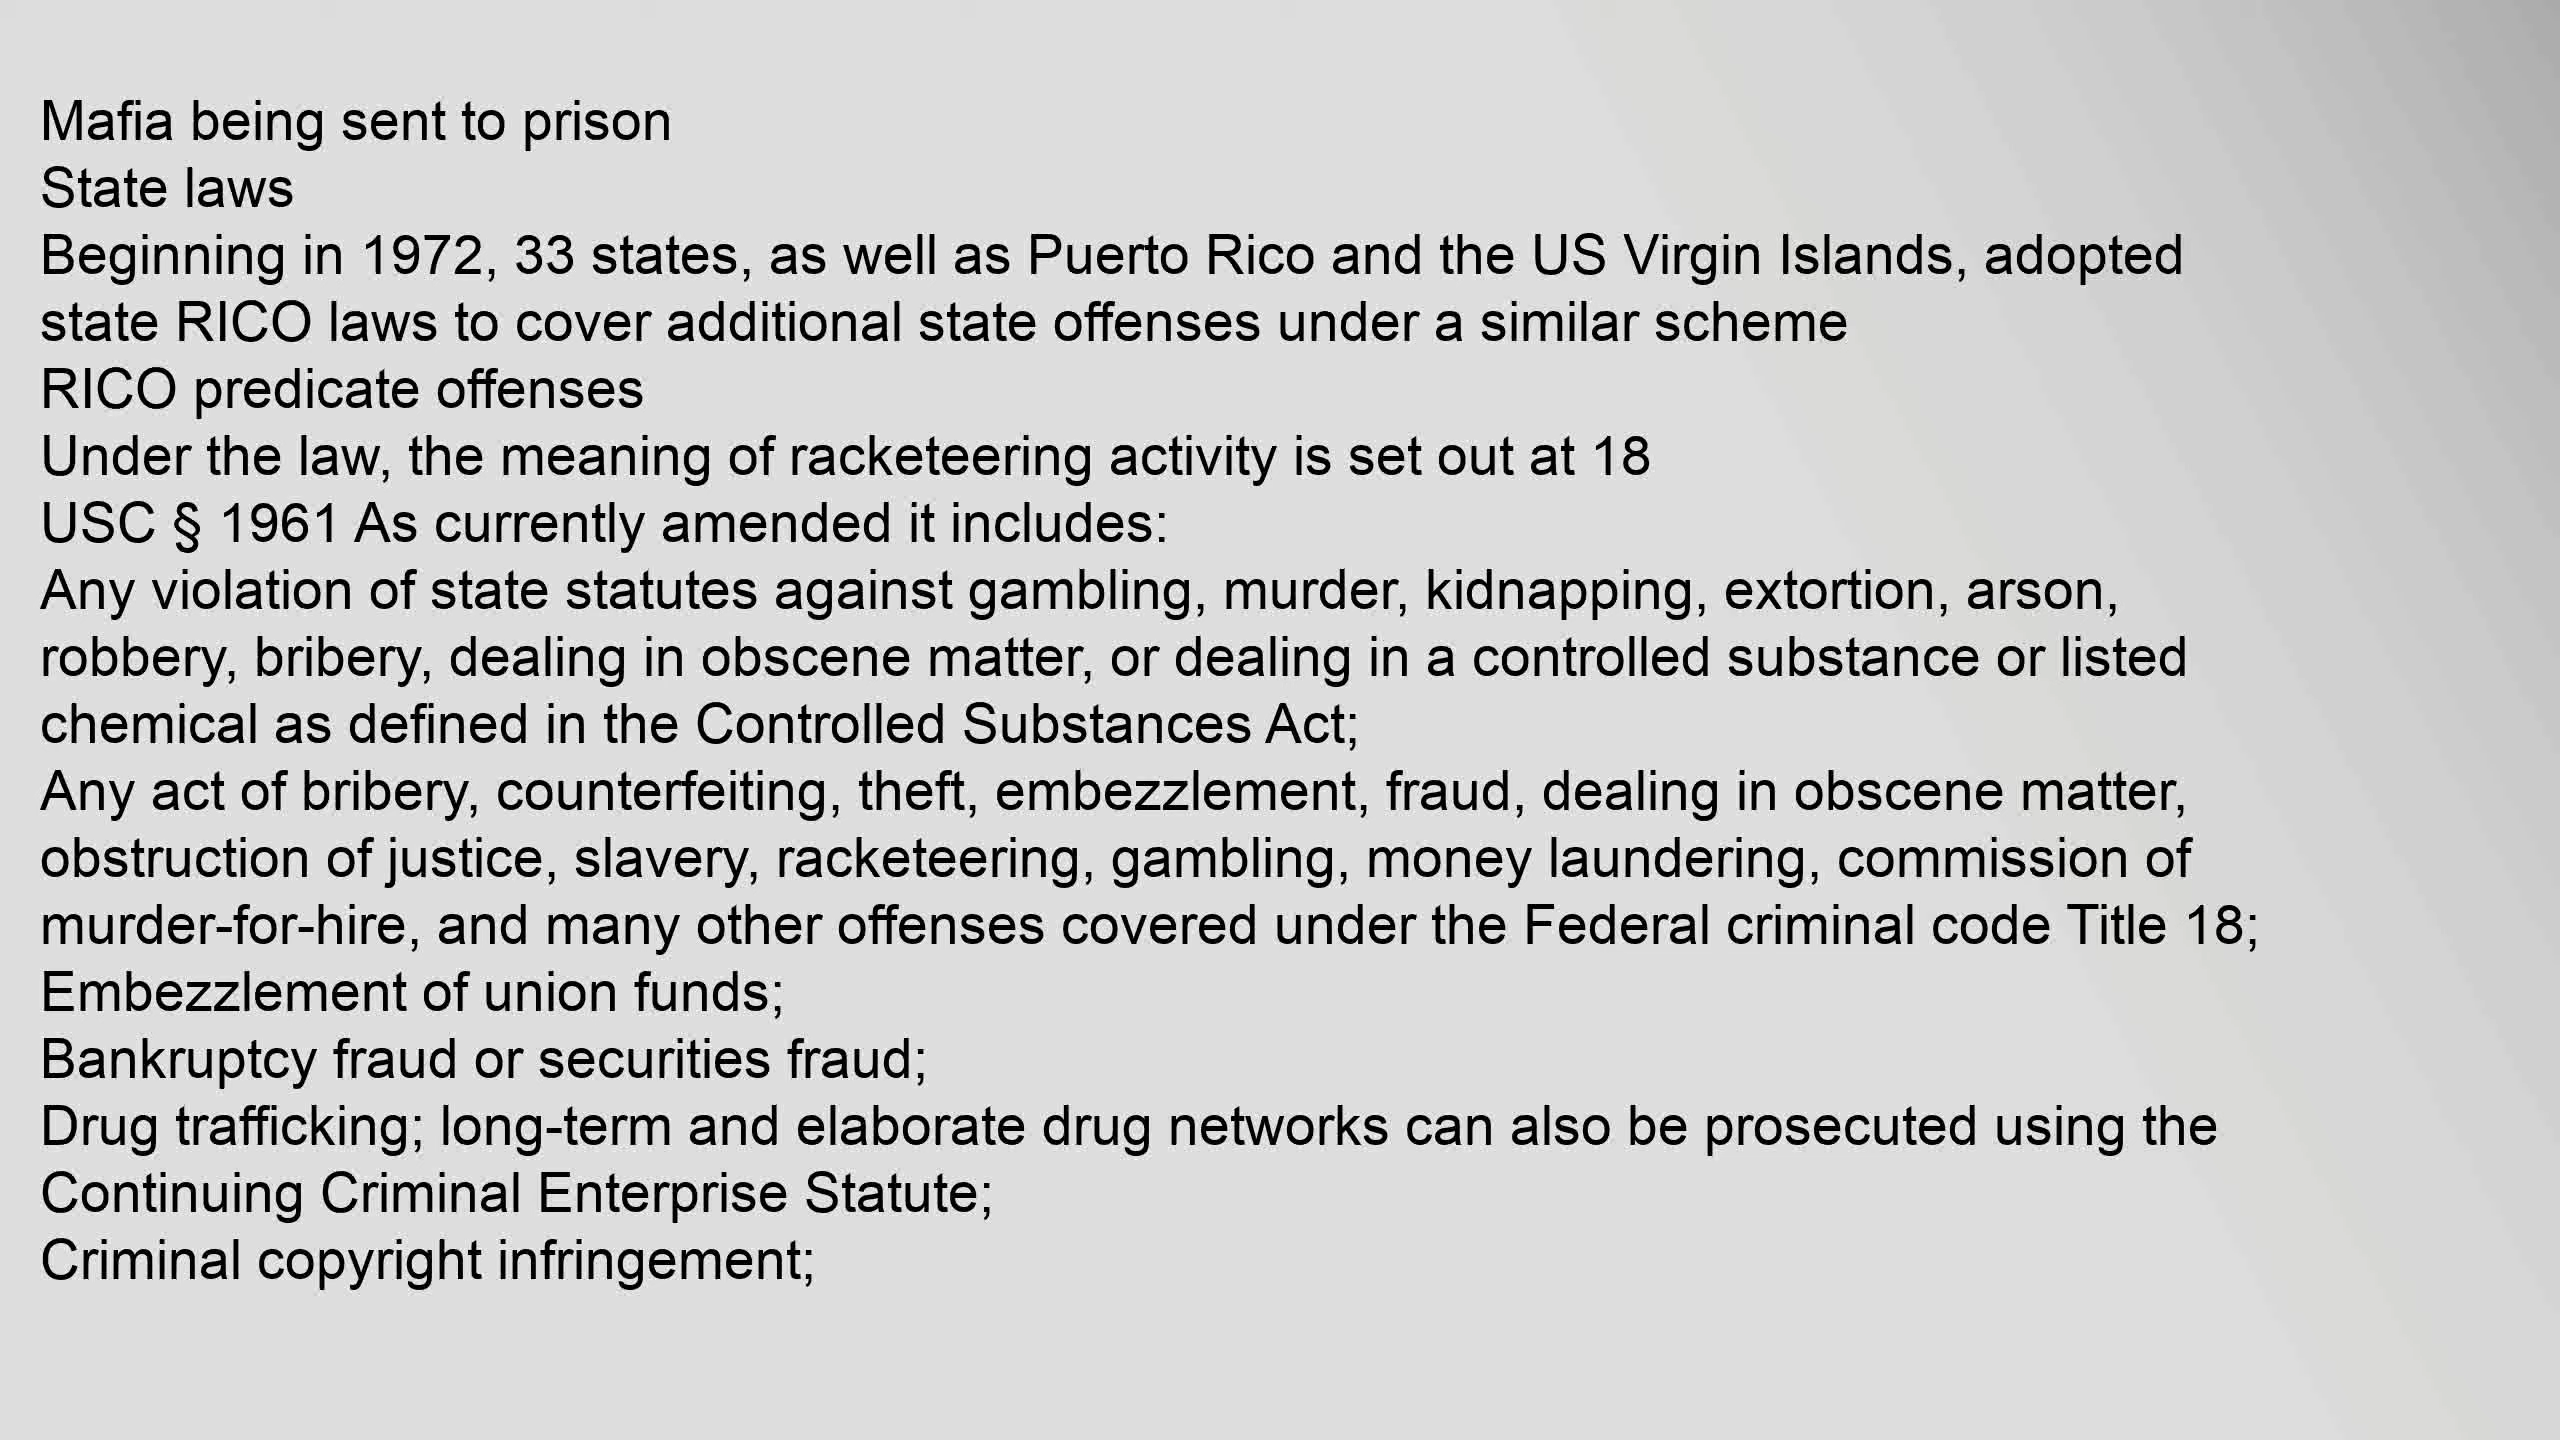 Mafia being sent to prison
State laws
Beginning in 1972, 33 states, as well as Puerto Rico and the US Virgin Islands, adopted
state RICO laws to cover additional state offenses under a similar scheme
RICO predicate offenses
Under the law, the meaning of racketeering activity is set out at 18
USC § 1961 As currently amended it includes:
Any violation of state statutes against gambling, murder, kidnapping, extortion, arson,
robbery, bribery, dealing in obscene matter, or dealing in a controlled substance or listed
chemical as defined in the Controlled Substances Act;
Any act of bribery, counterfeiting, theft, embezzlement, fraud, dealing in obscene matter,
obstruction of justice, slavery, racketeering, gambling, money laundering, commission of
murder-for-hire, and many other offenses covered under the Federal criminal code Title 18;
Embezzlement of union funds;
Bankruptcy fraud or securities fraud;
Drug trafficking; long-term and elaborate drug networks can also be prosecuted using the
Continuing Criminal Enterprise Statute;
Criminal copyright infringement;